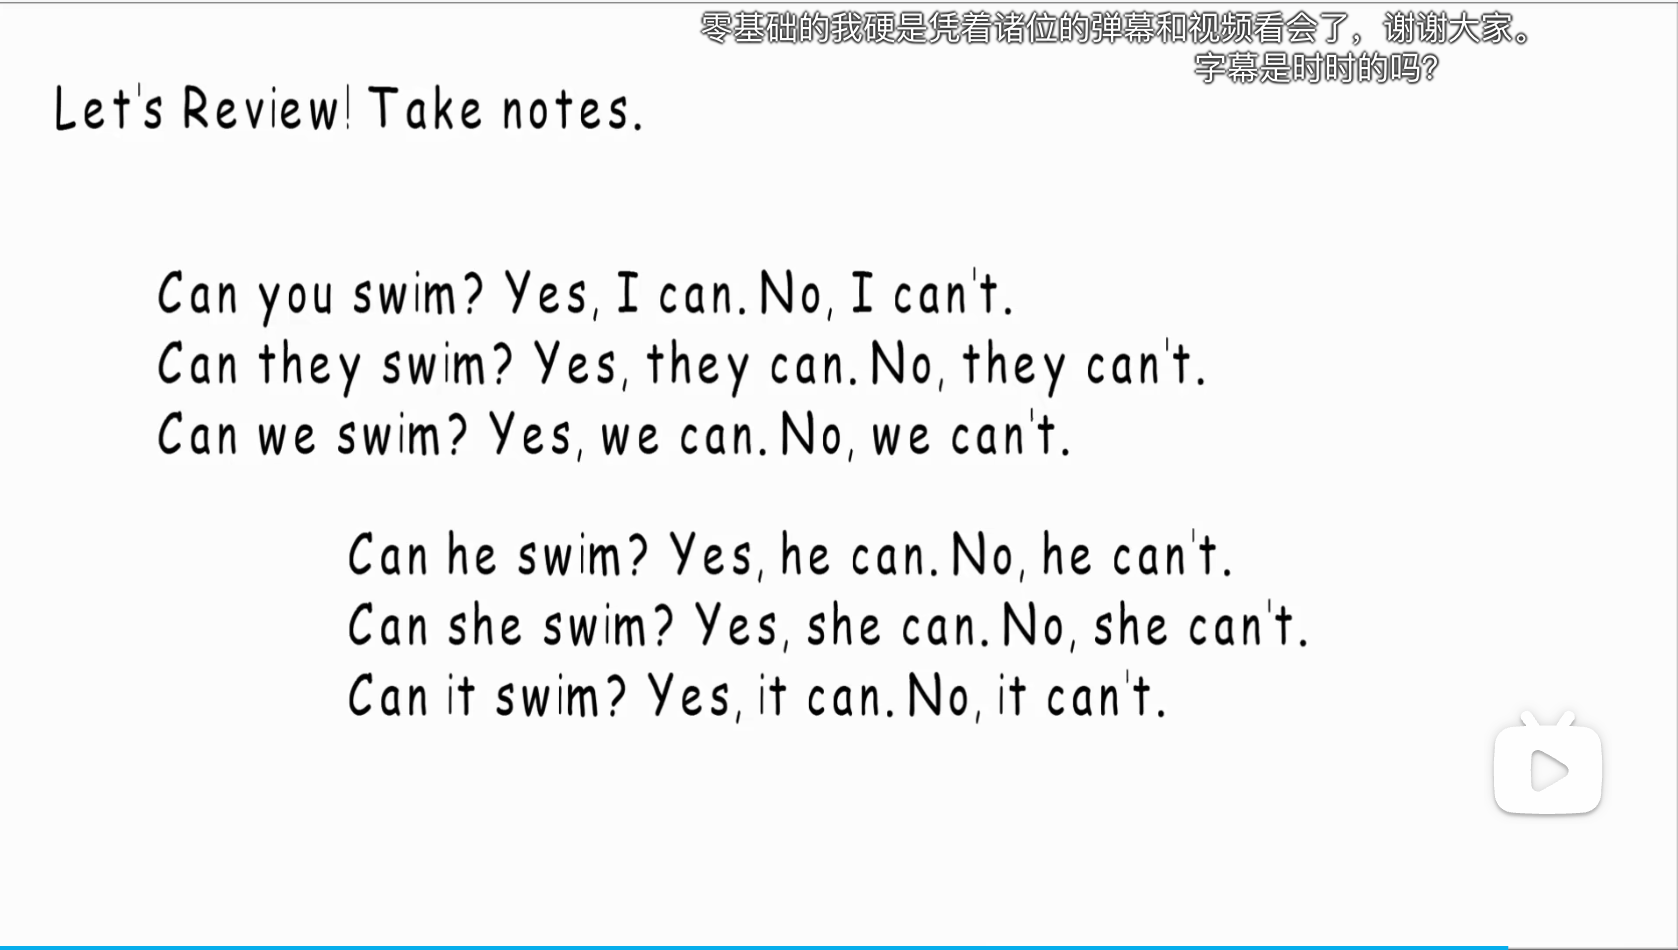 零基础的我硬是凭着诸位的弹幕和视频看会了，谢谢大家。
字幕是时时的吗？
Let's Review! Take notes.
Can you swim? Yes, I can. No, I can't.
Can they swim? Yes, they can. No, they can't.
Can we swim? Yes, we can. No, we can't.
Can he swim? Yes, he can. No, he can't.
Can she swim? Yes, she can. No, she can't.
Can it swim? Yes, it can. No, it can't.